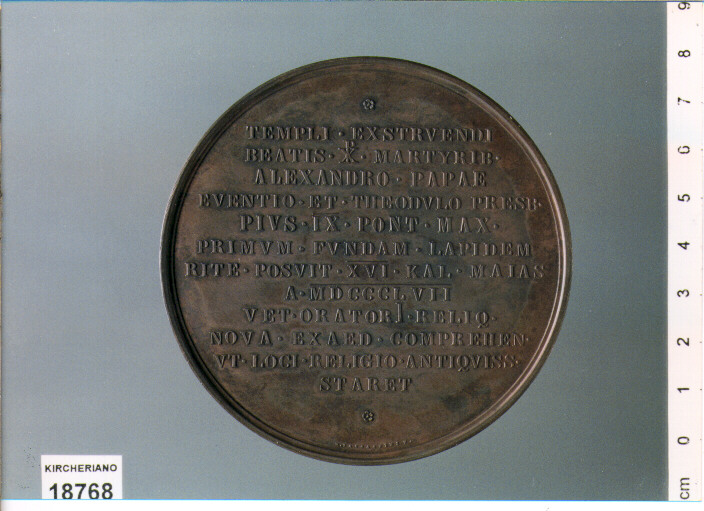 TEMPLI · EXSTRVENDI
BEATIS · ☧ · MARTYRIB ·
ALEXANDRO · PAPAE
EVENTIO · ET · THEODVLO PRESB ·
PIVS · IX · PONT · MAX ·
PRIMVM · FVNDAM · LAPIDEM
RITE · POSVIT · XVI · KAL · MAIAS
A · MDCCCLVII
VET · ORATORI · RELIQ ·
NOVA · EXAED · COMPREHEN ·
VT · LOCI · RELIGIO · ANTIQVISS ·
STARET
KIRCHERIANO
18768
cm 0 1 2 3 4 5 6 7 8 9